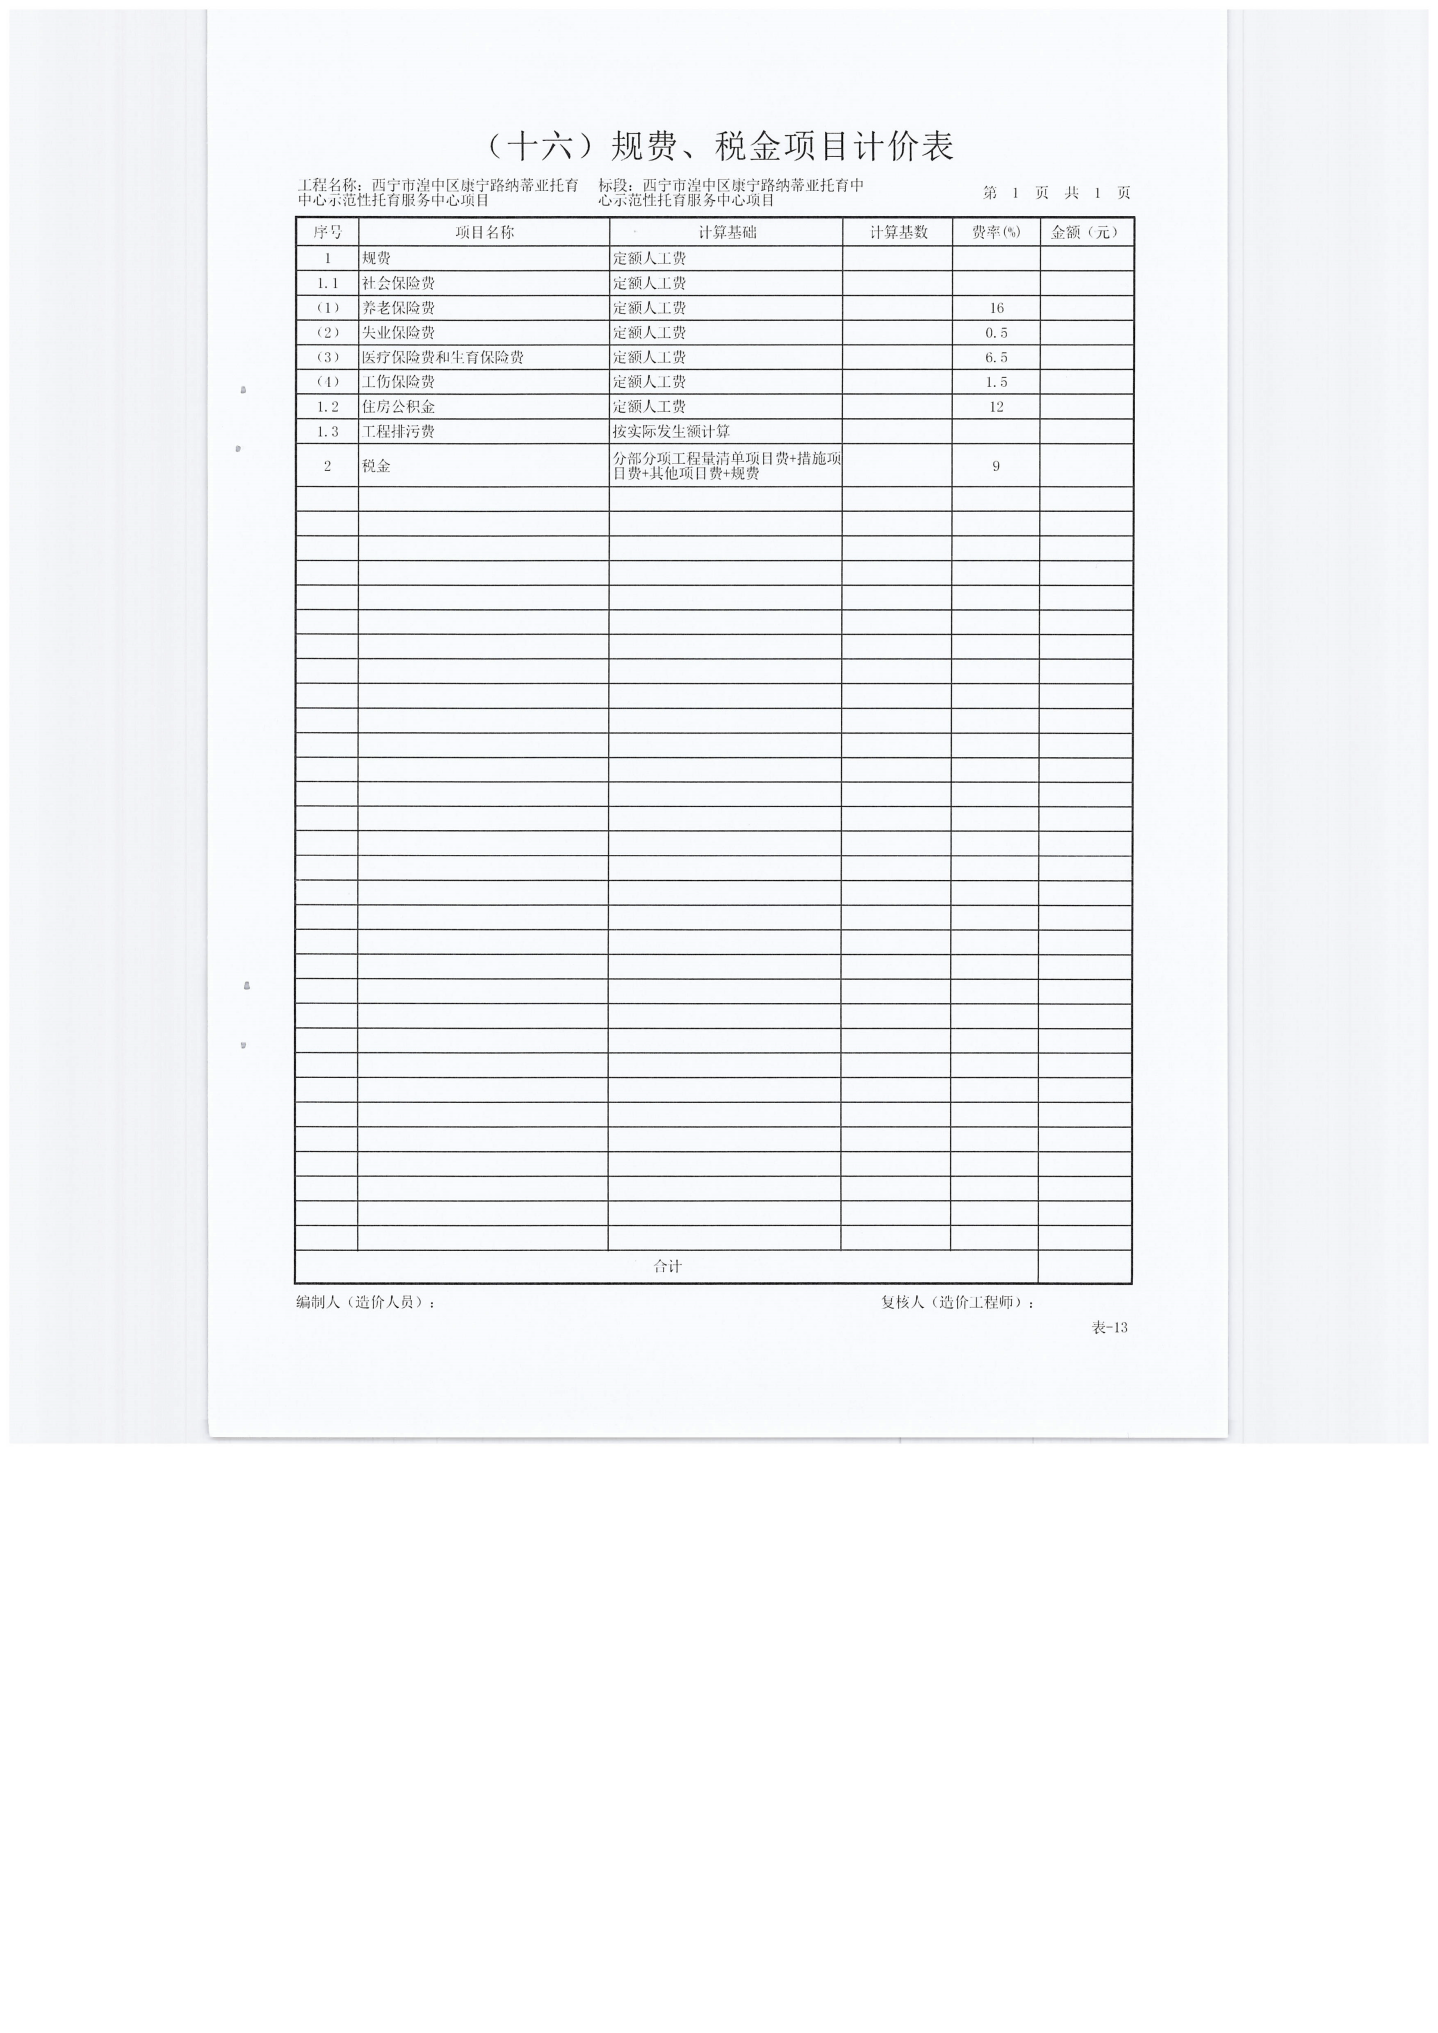 （十六）规费、税金项目计价表
工程名称：西宁市湟中区康宁路纳蒂亚托育
中心示范性托育服务中心项目
标段：西宁市湟中区康宁路纳蒂亚托育中
心示范性托育服务中心项目
第 1 页 共 1 页
序号 项目名称 计算基础 计算基数 费率(%) 金额（元）
1 规费 定额人工费
1.1 社会保险费 定额人工费
(1) 养老保险费 定额人工费 16
(2) 失业保险费 定额人工费 0.5
(3) 医疗保险费和生育保险费 定额人工费 6.5
(4) 工伤保险费 定额人工费 1.5
1.2 住房公积金 定额人工费 12
1.3 工程排污费 按实际发生额计算
2 税金 分部分项工程量清单项目费+措施项
目费+其他项目费+规费 9
合计
编制人（造价人员）： 复核人（造价工程师）：
表-13